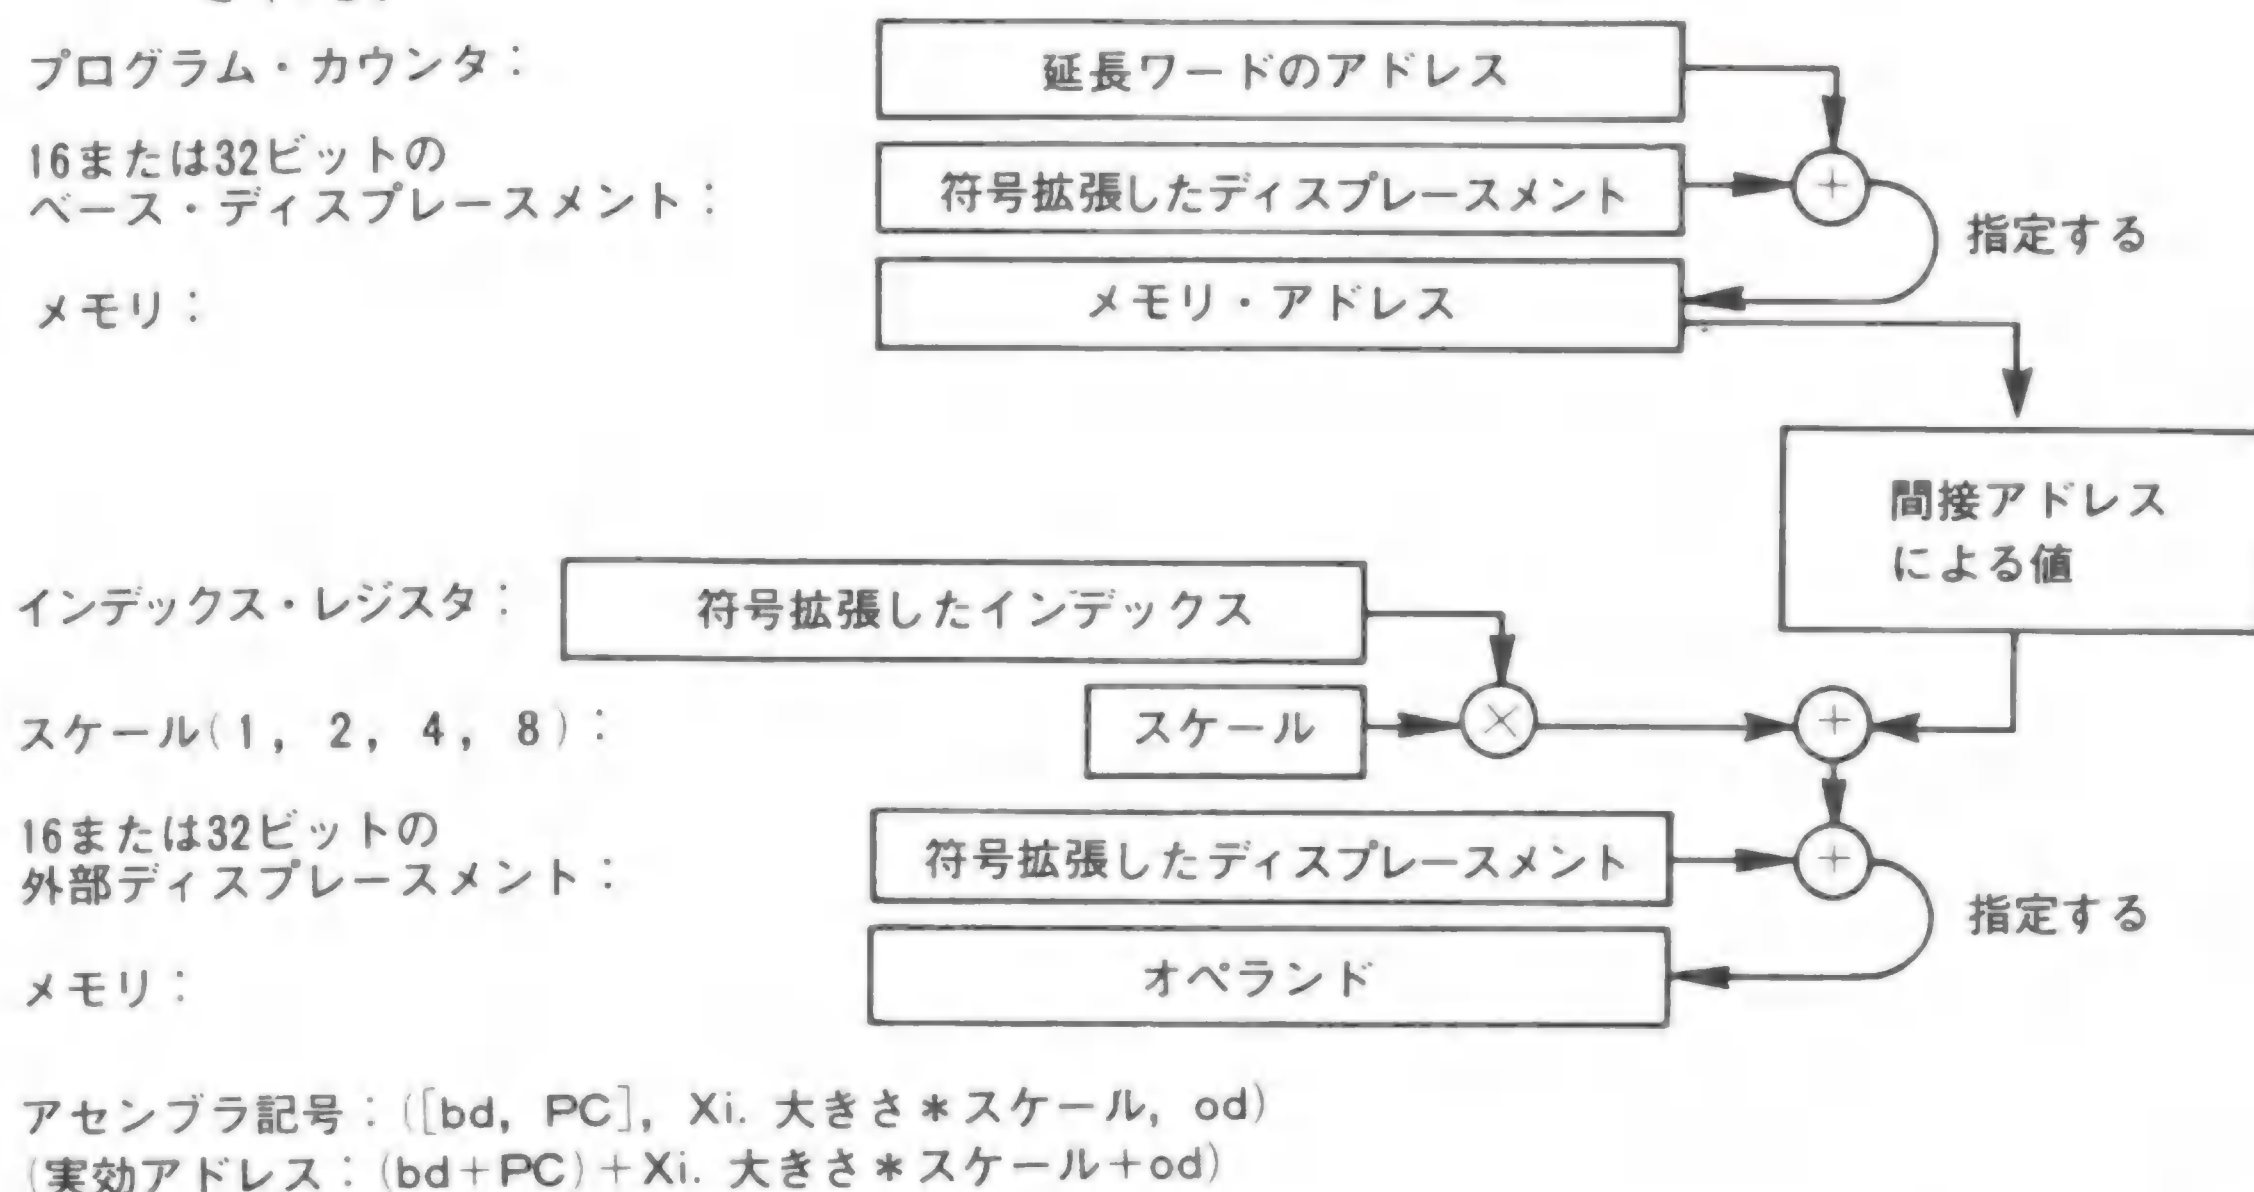 プログラム・カウンタ：
延長ワードのアドレス
16または32ビットの
ベース・ディスプレースメント：
符号拡張したディスプレースメント
+
指定する
メモリ：
メモリ・アドレス
間接アドレス
による値
インデックス・レジスタ：
符号拡張したインデックス
スケール(1, 2, 4, 8)：
スケール
×
+
16または32ビットの
外部ディスプレースメント：
符号拡張したディスプレースメント
+
指定する
メモリ：
オペランド
アセンブラ記号：([bd, PC], Xi. 大きさ*スケール, od)
(実効アドレス：(bd+PC)+Xi. 大きさ*スケール+od)